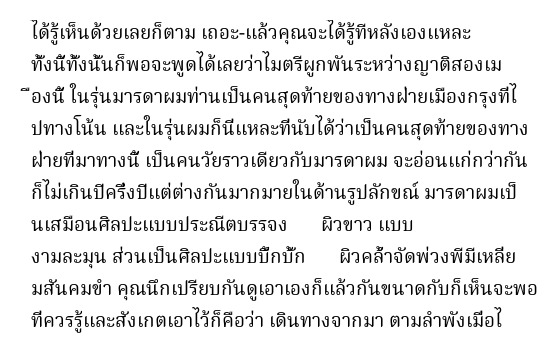 ได้รู้เห็นด้วยเลยก็ตาม เถอะ-แล้วคุณจะได้รู้ทีหลังเองแหละ
ทั้งนี้ทั้งนั้นก็พอจะพูดได้เลยว่าไมตรีผูกพันระหว่างญาติสองเม
ืองนี้ ในรุ่นมารดาผมท่านเป็นคนสุดท้ายของทางฝ่ายเมืองกรุงที่ไ
ปทางโน้น และในรุ่นผมก็นี่แหละที่นับได้ว่าเป็นคนสุดท้ายของทาง
ฝ่ายที่มาทางนี้ เป็นคนวัยราวเดียวกับมารดาผม จะอ่อนแก่กว่ากัน
ก็ไม่เกินปีครึ่งปีแต่ต่างกันมากมายในด้านรูปลักขณ์ มารดาผมเป็
นเสมือนศิลปะแบบประณีตบรรจง ผิวขาว แบบ
งามละมุน ส่วนเป็นศิลปะแบบบึกบั้ก ผิวคล้ำจัดพ่วงพีมีเหลี่ย
มสันคมขำ คุณนึกเปรียบกันดูเอาเองก็แล้วกันขนาดกับก็เห็นจะพอ
ที่ควรรู้และสังเกตเอาไว้ก็คือว่า เดินทางจากมา ตามลำพังเมื่อไ